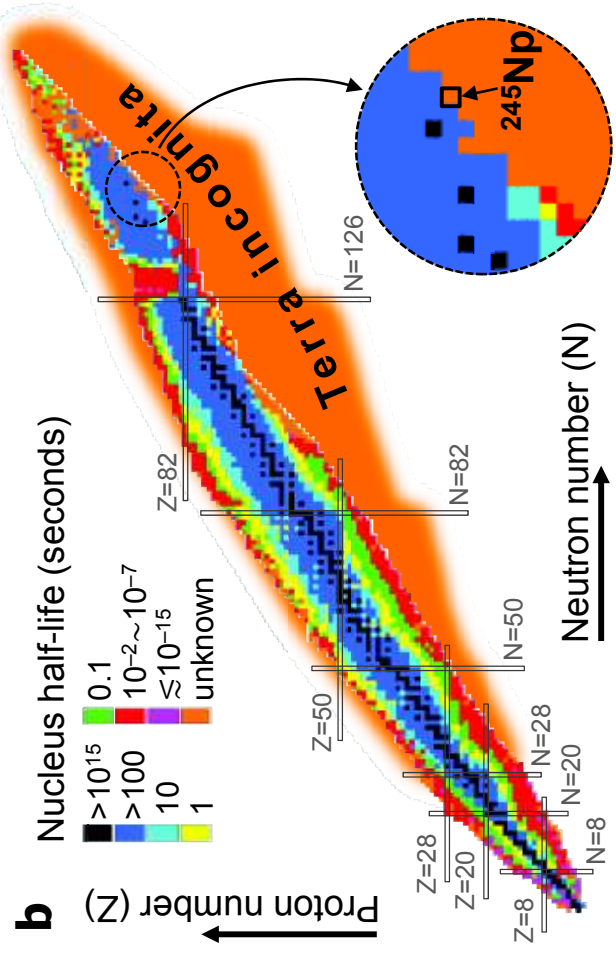 b
Nucleus half-life (seconds)
>10¹⁵
>100
10
1
0.1
10⁻²~10⁻⁷
≲10⁻¹⁵
unknown
Proton number (Z)
Neutron number (N)
Terra incognita
²⁴⁵Np
Z=82
Z=50
Z=28
Z=20
Z=8
N=126
N=82
N=50
N=28
N=20
N=8